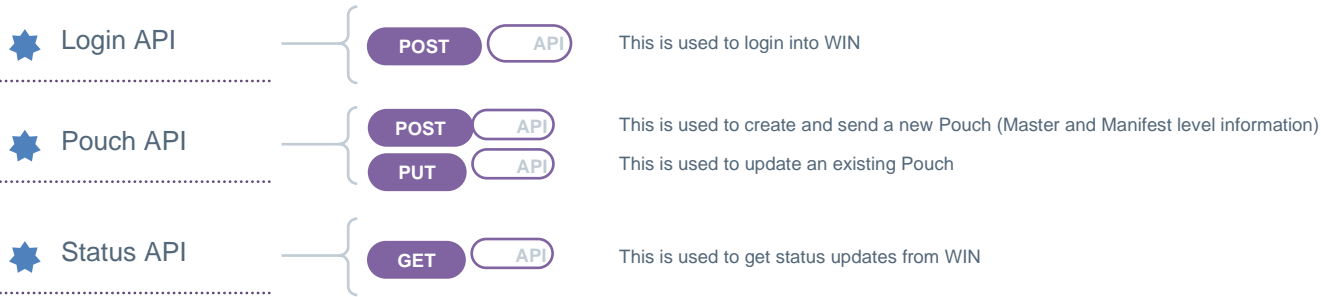 Login API
POST API
This is used to login into WIN
Pouch API
POST API
This is used to create and send a new Pouch (Master and Manifest level information)
PUT API
This is used to update an existing Pouch
Status API
GET API
This is used to get status updates from WIN